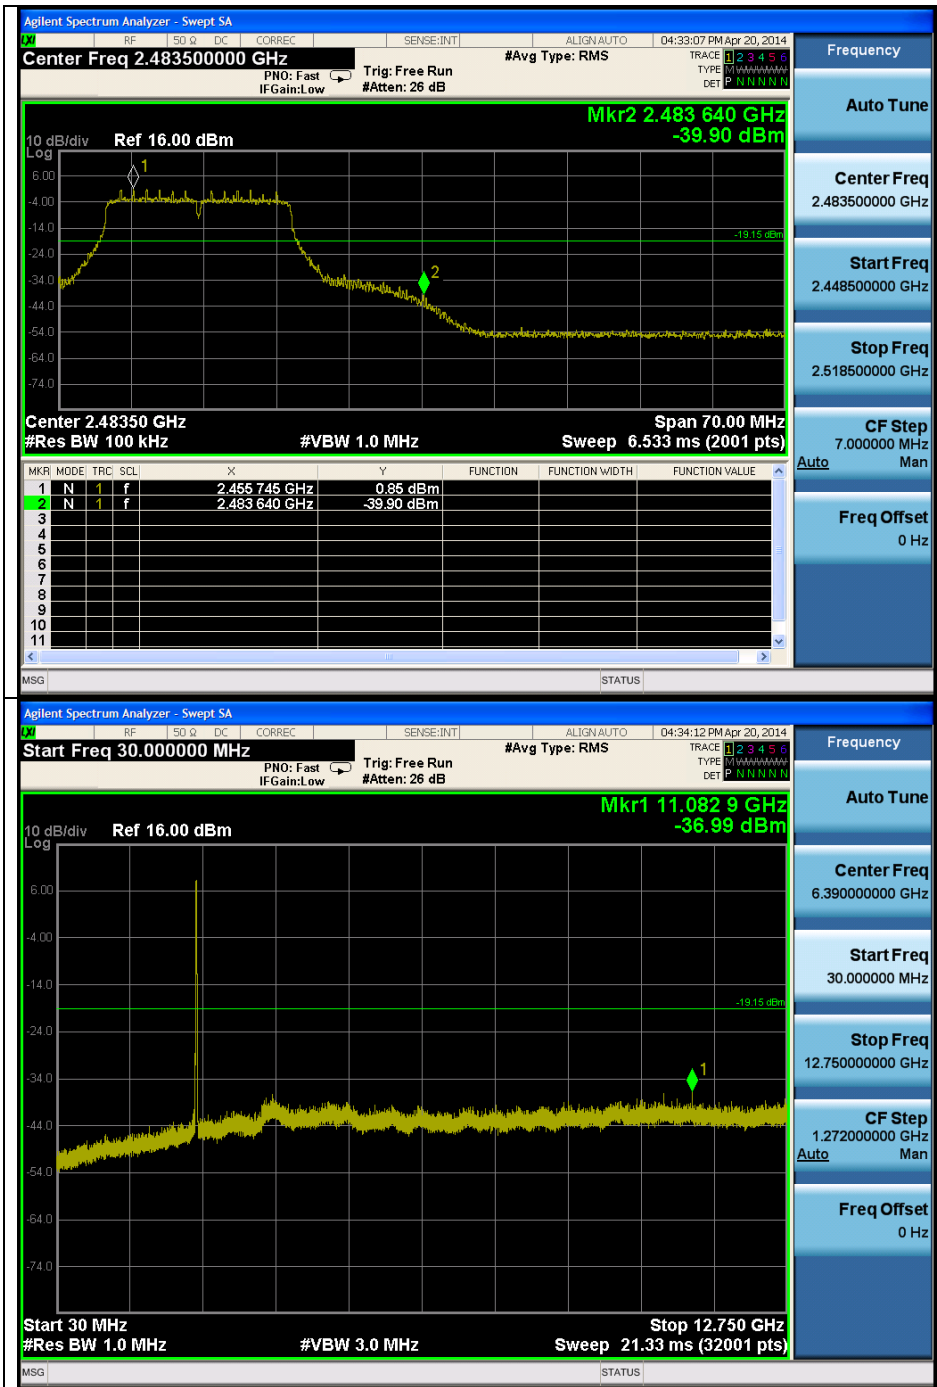 Agilent Spectrum Analyzer - Swept SA
LXI RF 50 Ω DC CORREC SENSE:INT ALIGN AUTO 04:33:07 PM Apr 20, 2014
Center Freq 2.483500000 GHz
PNO: Fast
IFGain:Low
Trig: Free Run
#Atten: 26 dB
#Avg Type: RMS
TRACE 1 2 3 4 5 6
TYPE M WWWWW
DET P N N N N N
Mkr2 2.483 640 GHz
-39.90 dBm
10 dB/div Ref 16.00 dBm
Log
6.00
-4.00
-14.0
-24.0
-34.0
-44.0
-54.0
-64.0
-74.0
1
2
-19.15 dBm
Center 2.48350 GHz Span 70.00 MHz
#Res BW 100 kHz #VBW 1.0 MHz Sweep 6.533 ms (2001 pts)
MKR MODE TRC SCL X Y FUNCTION FUNCTION WIDTH FUNCTION VALUE
1 N 1 f 2.455 745 GHz 0.85 dBm
2 N 1 f 2.483 640 GHz -39.90 dBm
3
4
5
6
7
8
9
10
11
MSG STATUS
Frequency
Auto Tune
Center Freq
2.483500000 GHz
Start Freq
2.448500000 GHz
Stop Freq
2.518500000 GHz
CF Step
7.000000 MHz
Auto Man
Freq Offset
0 Hz
Agilent Spectrum Analyzer - Swept SA
LXI RF 50 Ω DC CORREC SENSE:INT ALIGN AUTO 04:34:12 PM Apr 20, 2014
Start Freq 30.000000 MHz
PNO: Fast
IFGain:Low
Trig: Free Run
#Atten: 26 dB
#Avg Type: RMS
TRACE 1 2 3 4 5 6
TYPE M WWWWW
DET P N N N N N
Mkr1 11.082 9 GHz
-36.99 dBm
10 dB/div Ref 16.00 dBm
Log
6.00
-4.00
-14.0
-24.0
-34.0
-44.0
-54.0
-64.0
-74.0
1
-19.15 dBm
Start 30 MHz Stop 12.750 GHz
#Res BW 1.0 MHz #VBW 3.0 MHz Sweep 21.33 ms (32001 pts)
MSG STATUS
Frequency
Auto Tune
Center Freq
6.390000000 GHz
Start Freq
30.000000 MHz
Stop Freq
12.750000000 GHz
CF Step
1.272000000 GHz
Auto Man
Freq Offset
0 Hz